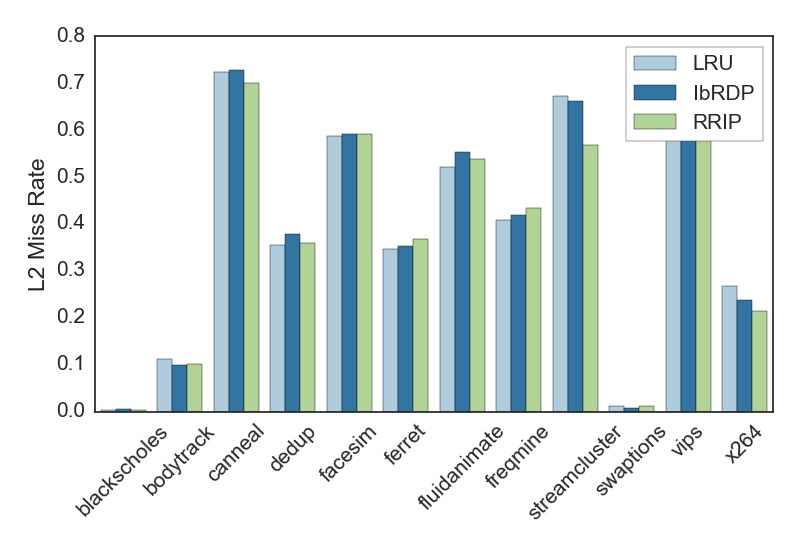 0.8
0.7
0.6
0.5
0.4
0.3
0.2
0.1
0.0
L2 Miss Rate
LRU
IbRDP
RRIP
blackscholes
bodytrack
canneal
dedup
facesim
ferret
fluidanimate
freqmine
streamcluster
swaptions
vips
x264